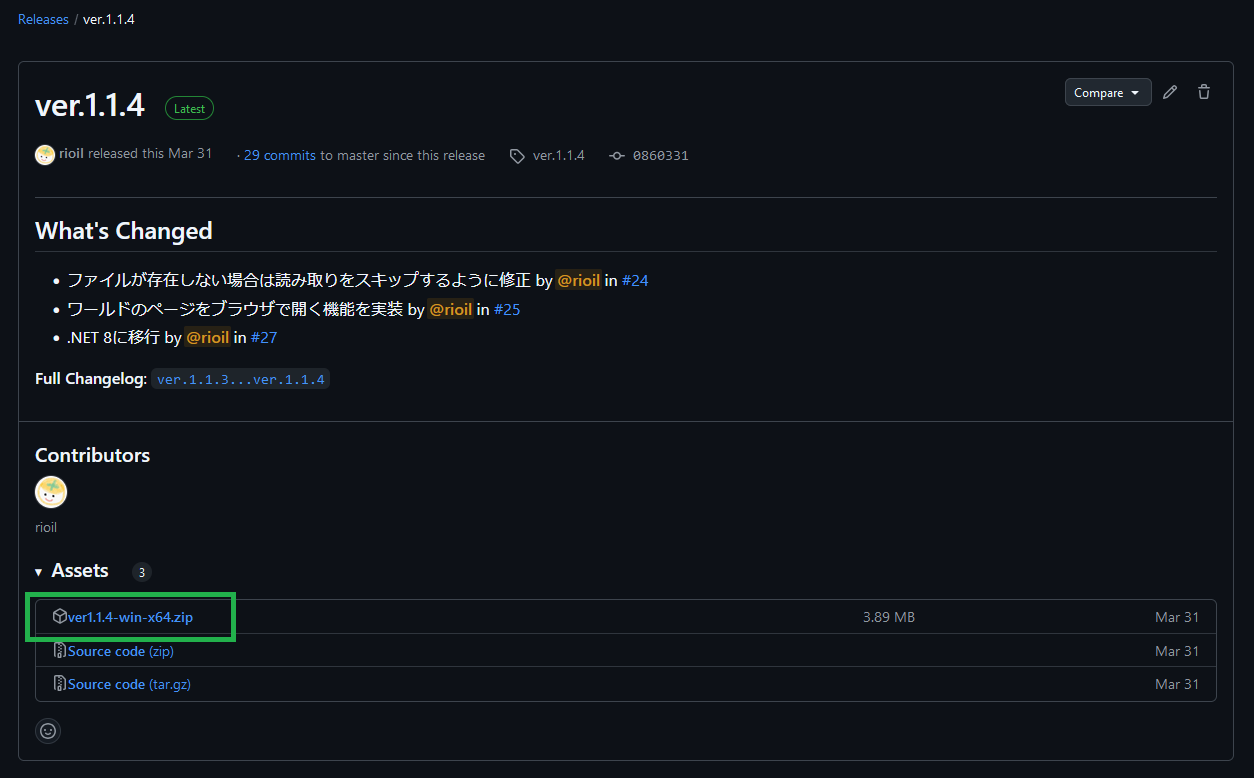 Releases / ver.1.1.4
ver.1.1.4 Latest
Compare
rioil released this Mar 31 · 29 commits to master since this release ver.1.1.4 0860331
What's Changed
• ファイルが存在しない場合は読み取りをスキップするように修正 by @rioil in #24
• ワールドのページをブラウザで開く機能を実装 by @rioil in #25
• .NET 8に移行 by @rioil in #27
Full Changelog: ver.1.1.3...ver.1.1.4
Contributors
rioil
Assets 3
ver1.1.4-win-x64.zip 3.89 MB Mar 31
Source code (zip) Mar 31
Source code (tar.gz) Mar 31